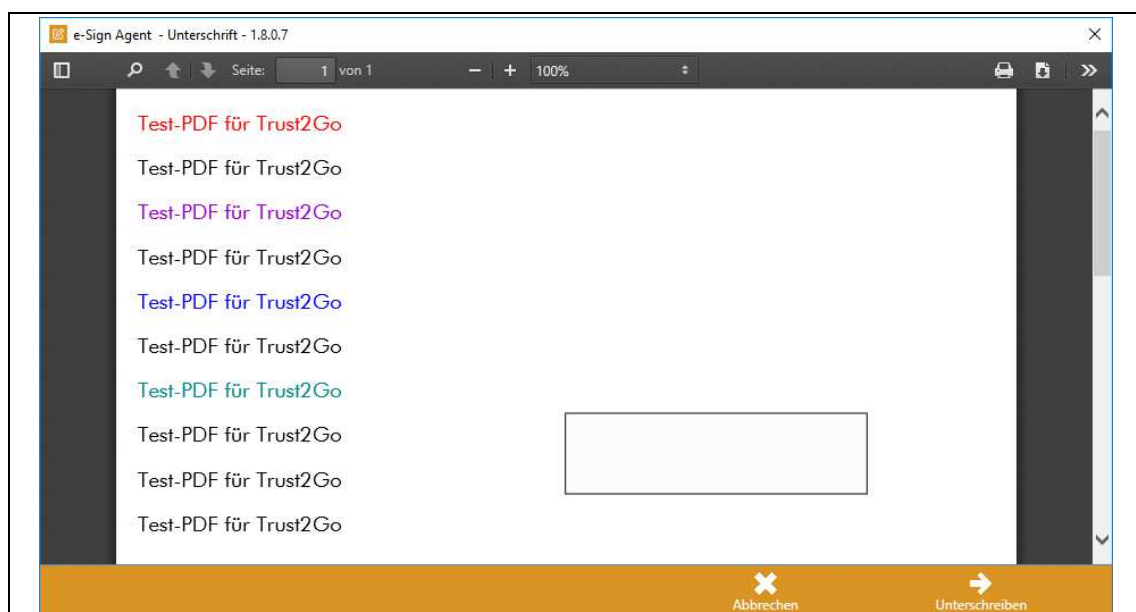 e-Sign Agent - Unterschrift - 1.8.0.7
Seite: 1 von 1 100%
Test-PDF für Trust2Go
Test-PDF für Trust2Go
Test-PDF für Trust2Go
Test-PDF für Trust2Go
Test-PDF für Trust2Go
Test-PDF für Trust2Go
Test-PDF für Trust2Go
Test-PDF für Trust2Go
Test-PDF für Trust2Go
Test-PDF für Trust2Go
Abbrechen Unterschreiben